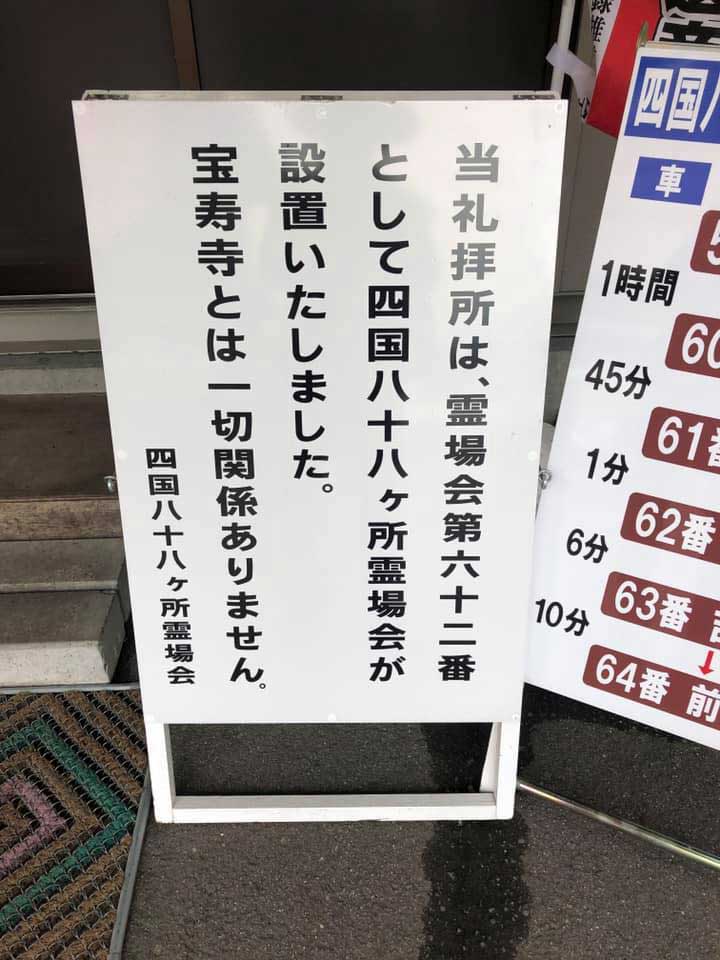 当礼拝所は、霊場会第六十二番
として四国八十八ヶ所霊場会が
設置いたしました。
宝寿寺とは一切関係ありません。
四国八十八ヶ所霊場会
四国八
車
1時間
60
45分
61番
1分
62番
6分
63番
10分
↓
64番 前